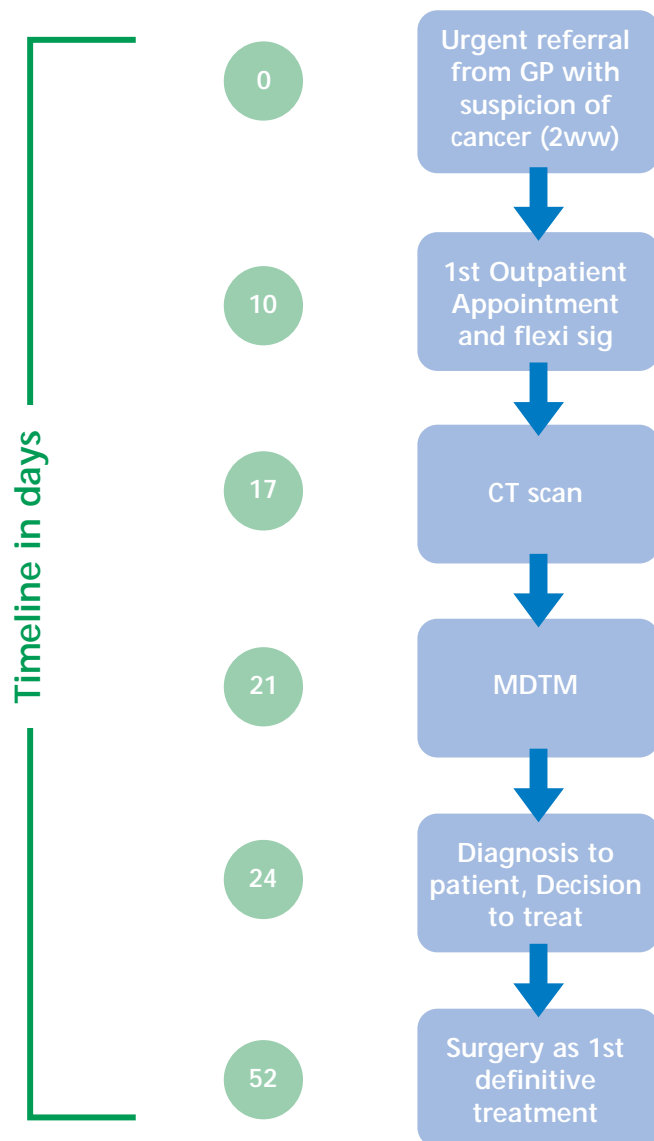 Timeline in days
0
Urgent referral
from GP with
suspicion of
cancer (2ww)
10
1st Outpatient
Appointment
and flexi sig
17
CT scan
21
MDTM
24
Diagnosis to
patient, Decision
to treat
52
Surgery as 1st
definitive
treatment